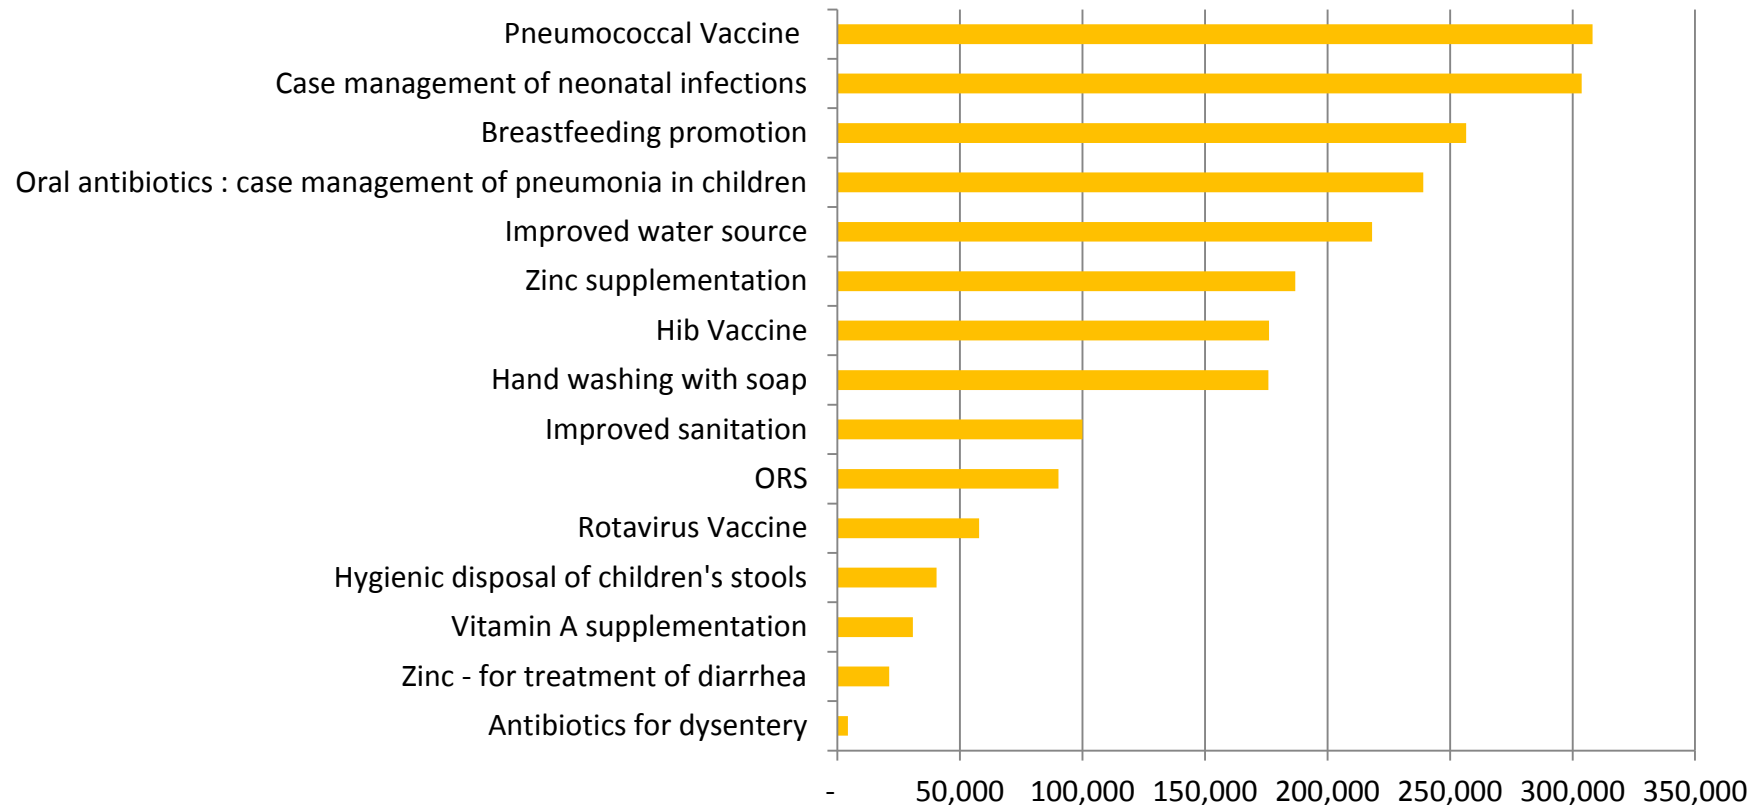 Pneumococcal Vaccine
Case management of neonatal infections
Breastfeeding promotion
Oral antibiotics : case management of pneumonia in children
Improved water source
Zinc supplementation
Hib Vaccine
Hand washing with soap
Improved sanitation
ORS
Rotavirus Vaccine
Hygienic disposal of children's stools
Vitamin A supplementation
Zinc - for treatment of diarrhea
Antibiotics for dysentery
- 50,000 100,000 150,000 200,000 250,000 300,000 350,000